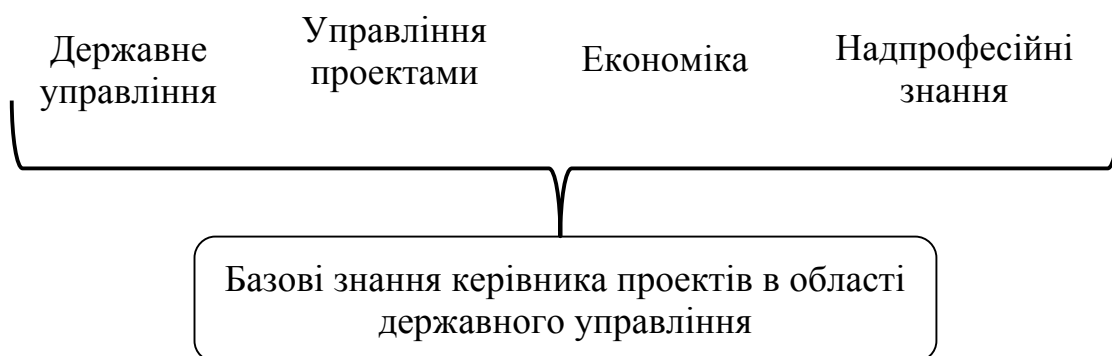 Державне
управління
Управління
проектами
Економіка
Надпрофесійні
знання
Базові знання керівника проектів в області
державного управління